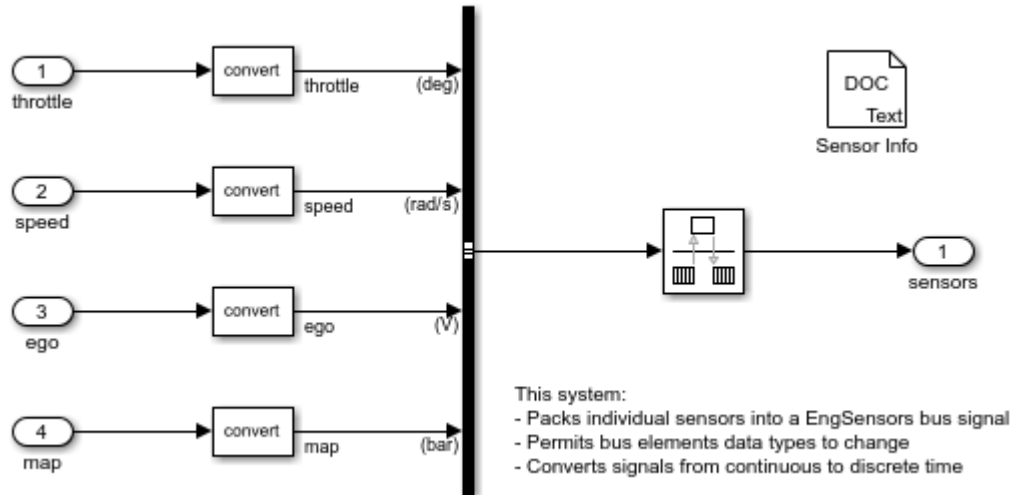 1
throttle
convert
throttle
(deg)
2
speed
convert
speed
(rad/s)
3
ego
convert
ego
(V)
4
map
convert
map
(bar)
DOC
Text
Sensor Info
1
sensors
This system:
- Packs individual sensors into a EngSensors bus signal
- Permits bus elements data types to change
- Converts signals from continuous to discrete time